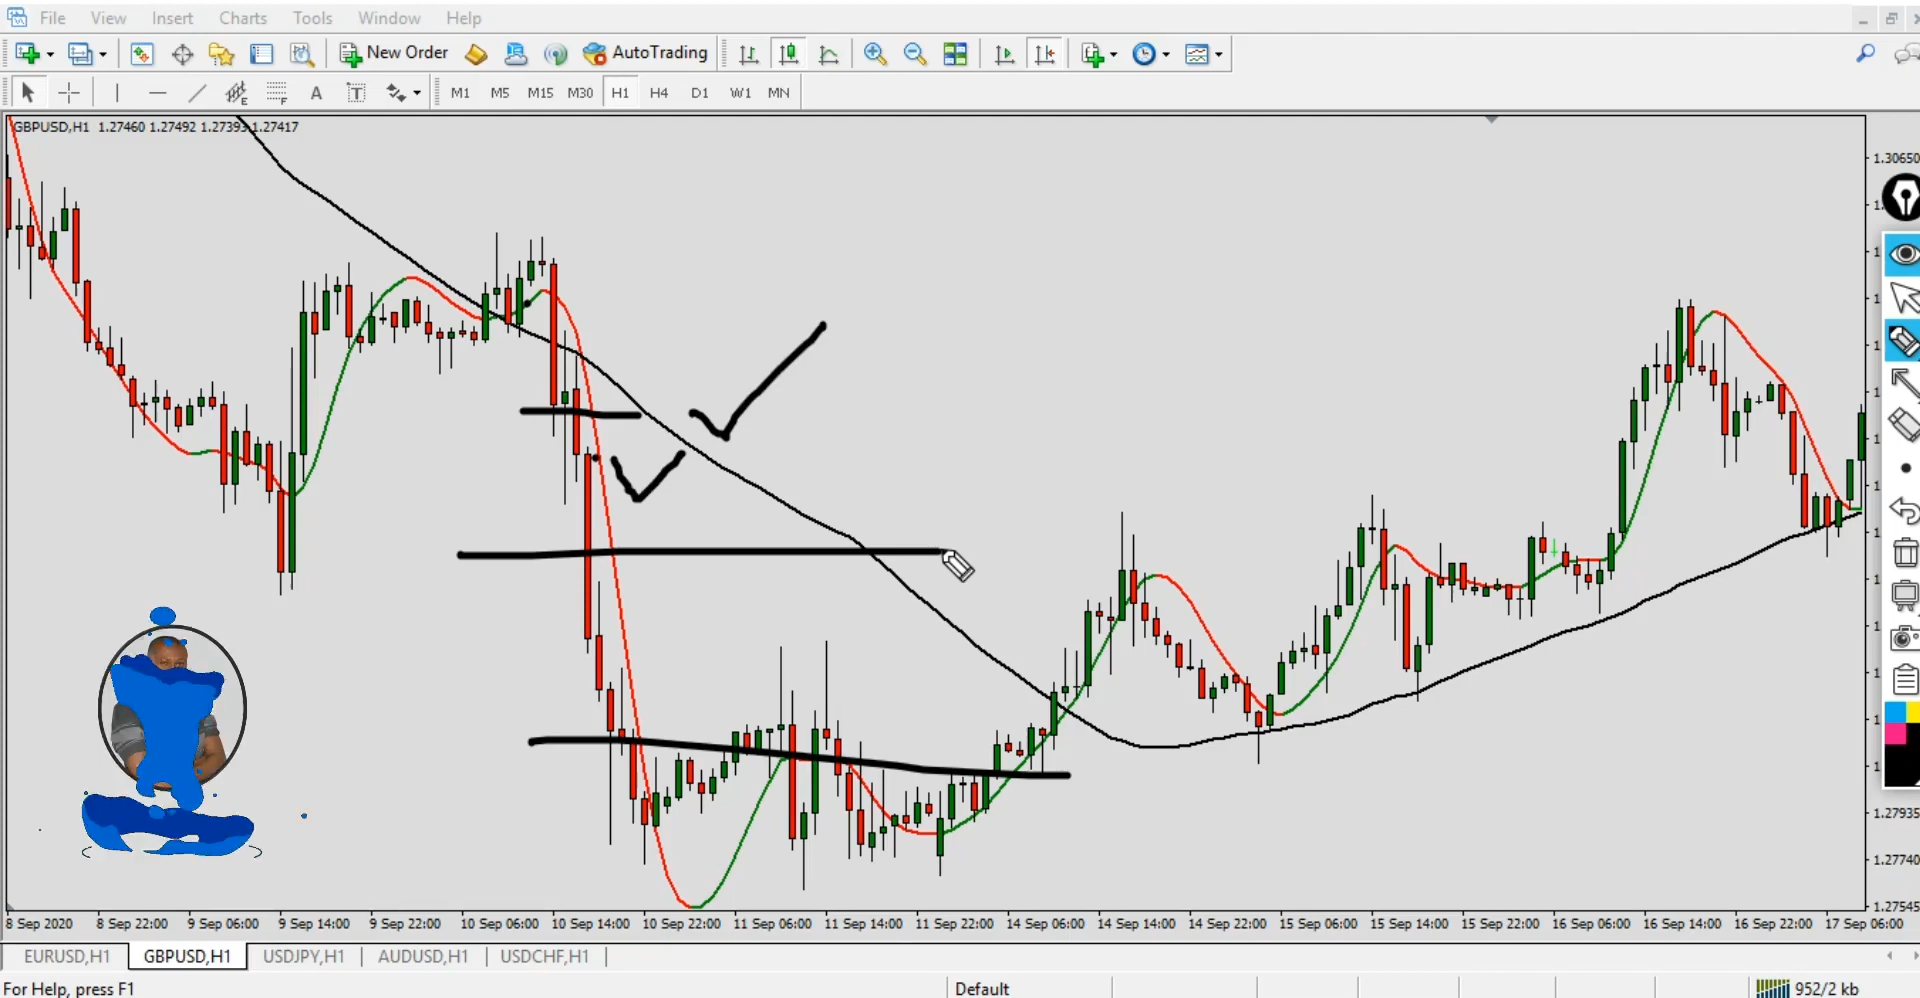 File View Insert Charts Tools Window Help
New Order AutoTrading
A T M1 M5 M15 M30 H1 H4 D1 W1 MN
GBPUSD,H1 1.27460 1.27492 1.27393 1.27417
1.30650
1.27935
1.27740
1.27545
8 Sep 2020 8 Sep 22:00 9 Sep 06:00 9 Sep 14:00 9 Sep 22:00 10 Sep 06:00 10 Sep 14:00 10 Sep 22:00 11 Sep 06:00 11 Sep 14:00 11 Sep 22:00 14 Sep 06:00 14 Sep 14:00 14 Sep 22:00 15 Sep 06:00 15 Sep 14:00 15 Sep 22:00 16 Sep 06:00 16 Sep 14:00 16 Sep 22:00 17 Sep 06:00
EURUSD,H1 GBPUSD,H1 USDJPY,H1 AUDUSD,H1 USDCHF,H1
For Help, press F1 Default 952/2 kb